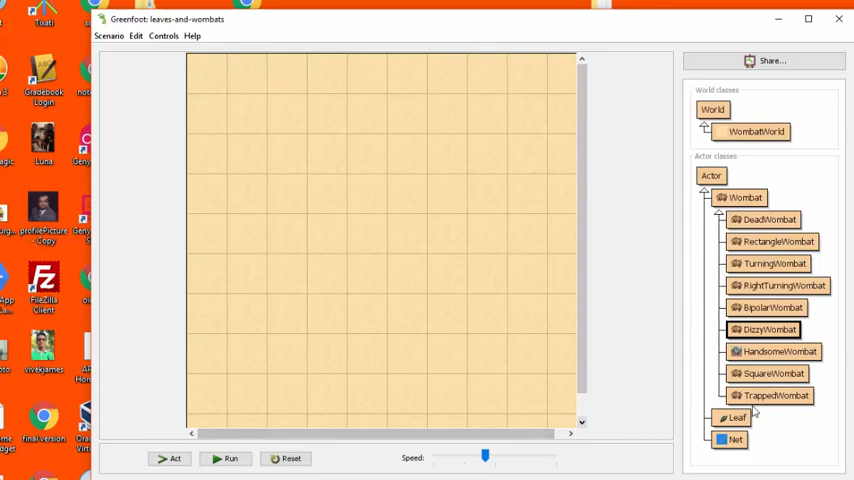 Tixati
Greenfoot: leaves-and-wombats
Scenario Edit Controls Help
Share...
World classes
World
WombatWorld
Actor classes
Actor
Wombat
DeadWombat
RectangleWombat
TurningWombat
RightTurningWombat
BipolarWombat
DizzyWombat
HandsomeWombat
SquareWombat
TrappedWombat
Leaf
Net
Act
Run
Reset
Speed:
Gradebook
Login
Luna
profilePicture
- Copy
FileZilla
Client
vivekjames
final.version